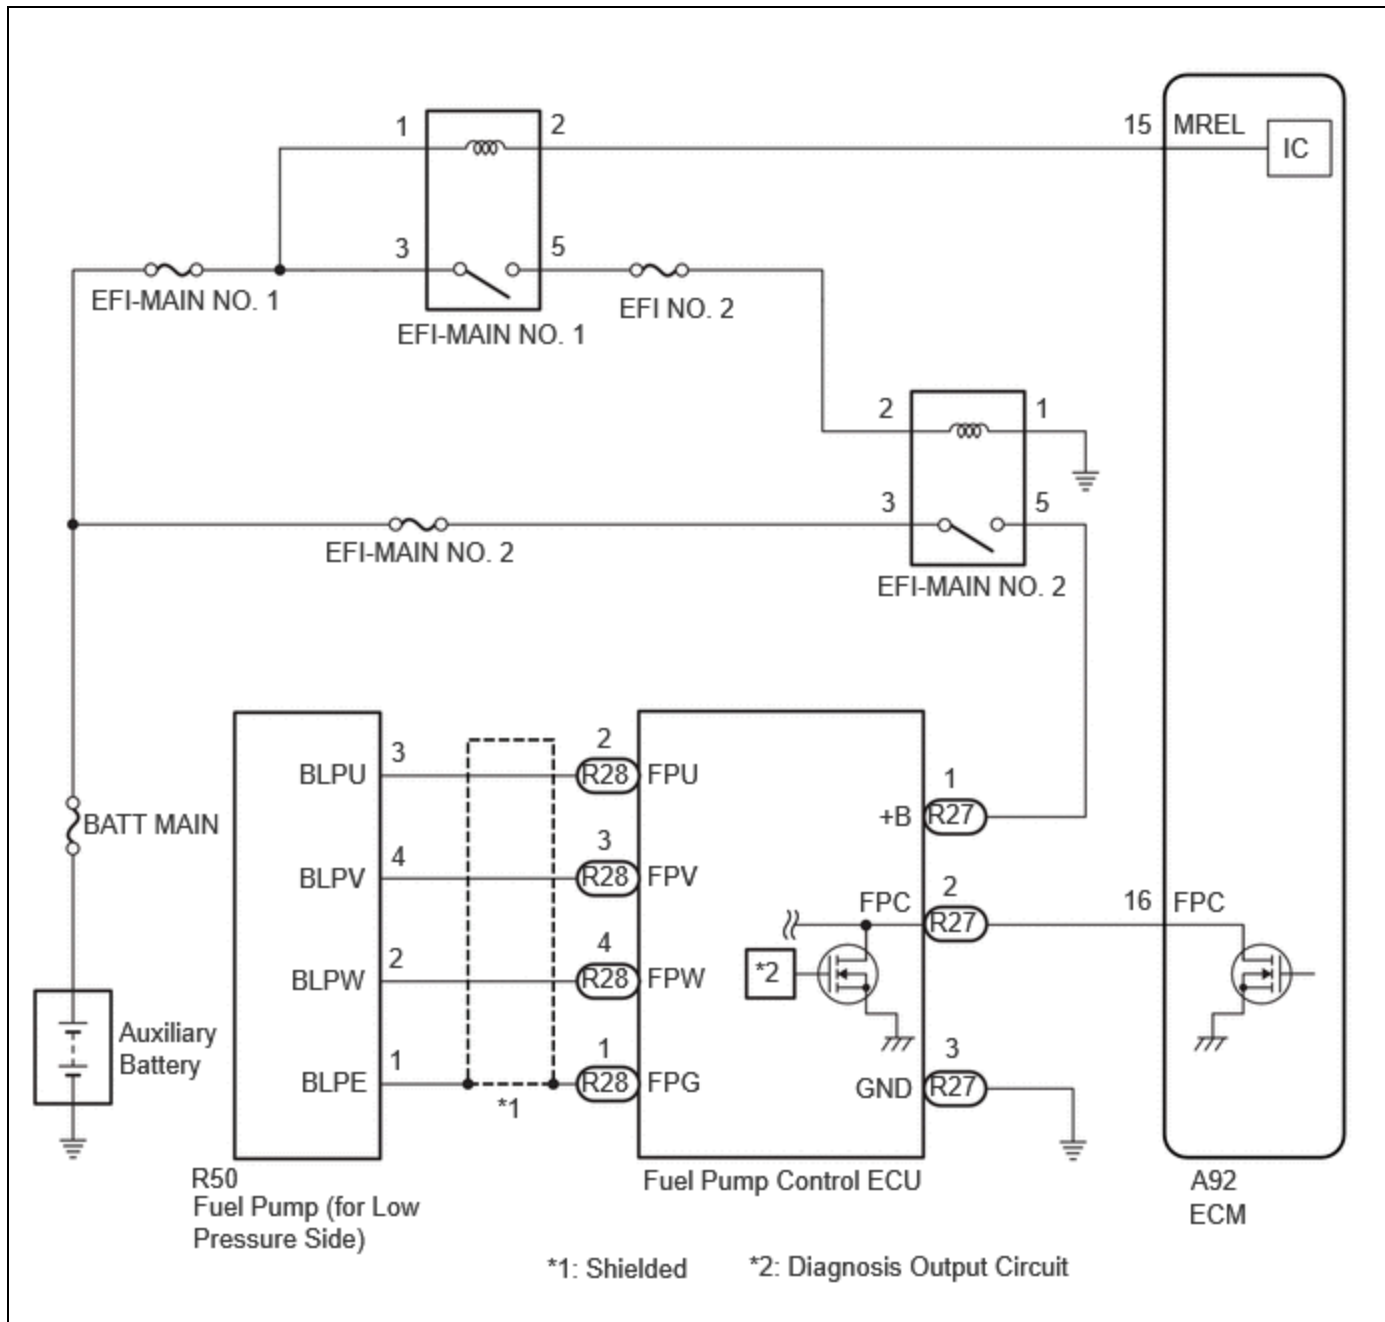 1
2
15
MREL
IC
3
5
EFI-MAIN NO. 1
EFI NO. 2
EFI-MAIN NO. 1
2
1
3
5
EFI-MAIN NO. 2
EFI-MAIN NO. 2
BATT MAIN
BLPU
3
2
R28
FPU
1
+B
R27
BLPV
4
3
R28
FPV
FPC
2
R27
16
FPC
BLPW
2
4
R28
FPW
*2
Auxiliary
Battery
BLPE
1
*1
1
R28
FPG
GND
3
R27
R50
Fuel Pump (for Low
Pressure Side)
Fuel Pump Control ECU
A92
ECM
*1: Shielded
*2: Diagnosis Output Circuit